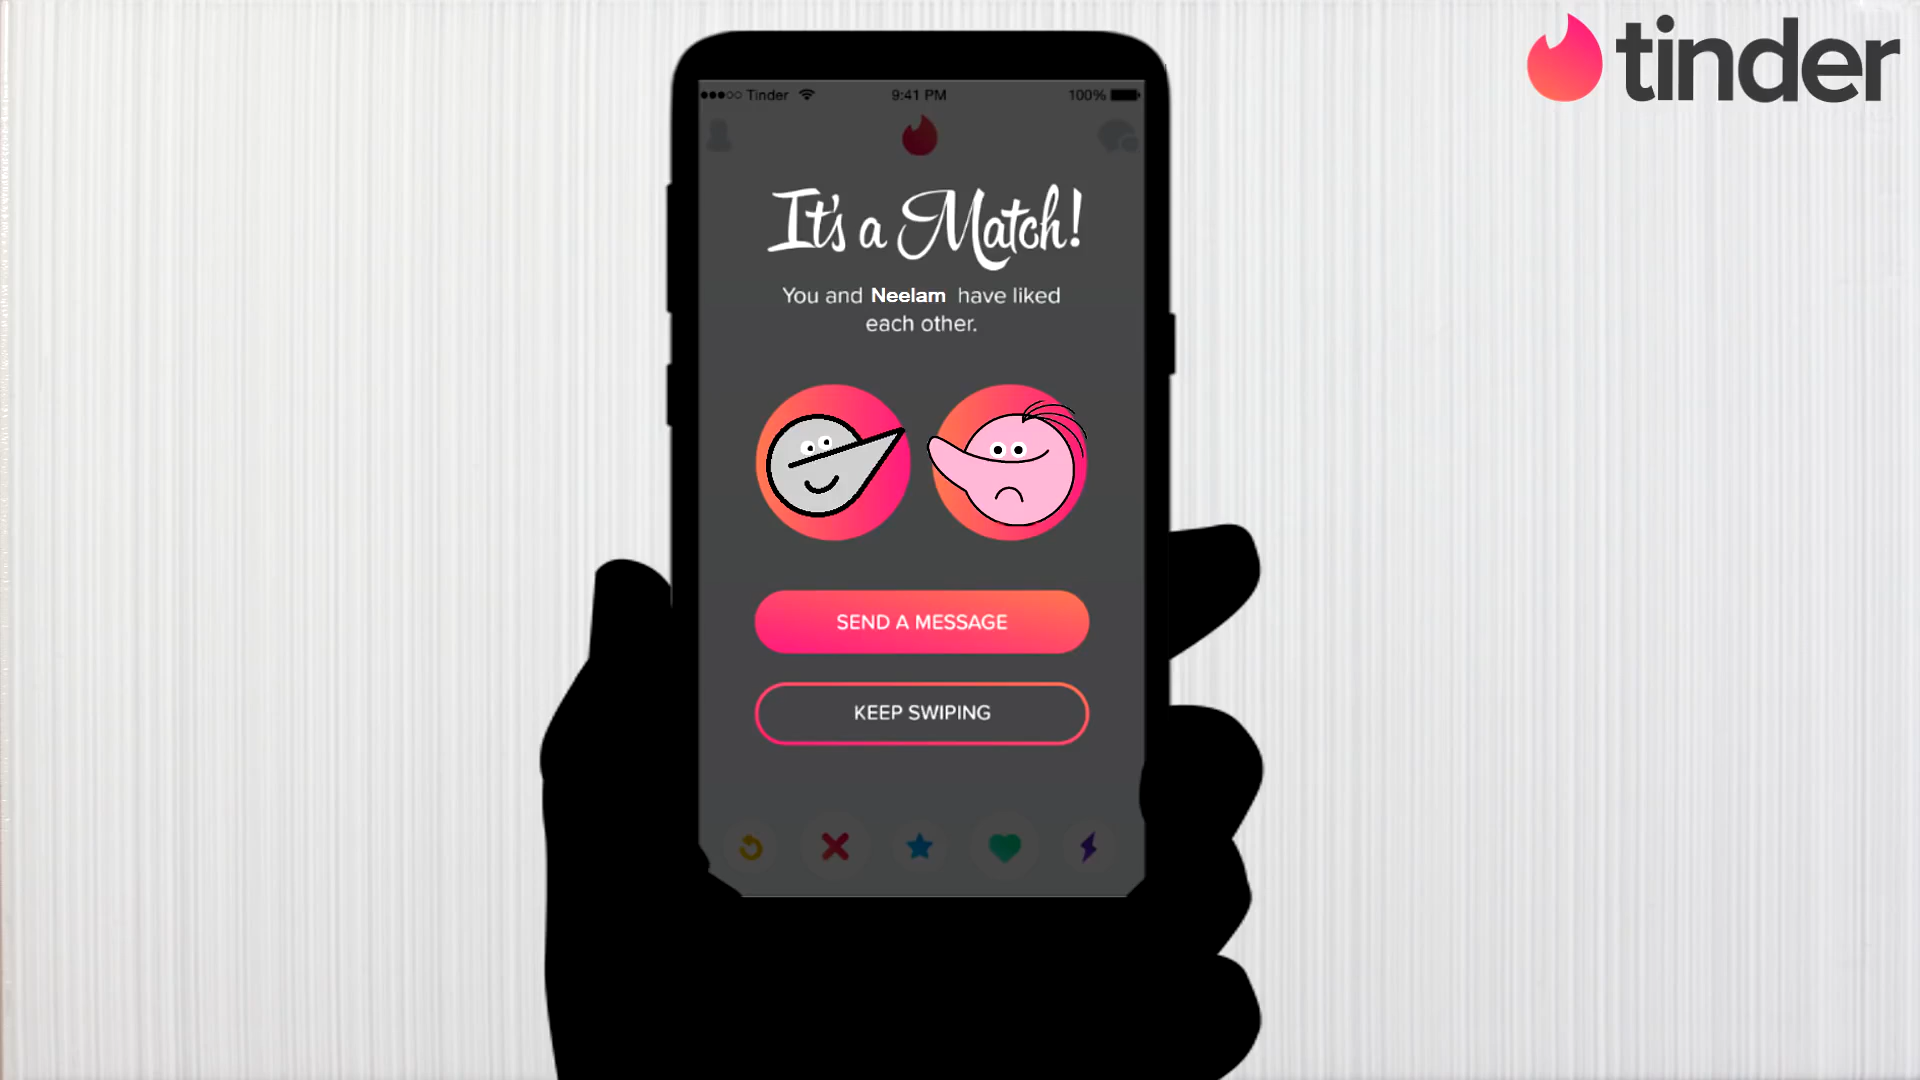 tinder
Tinder 9:41 PM 100%
It's a Match!
You and Neelam have liked
each other.
SEND A MESSAGE
KEEP SWIPING